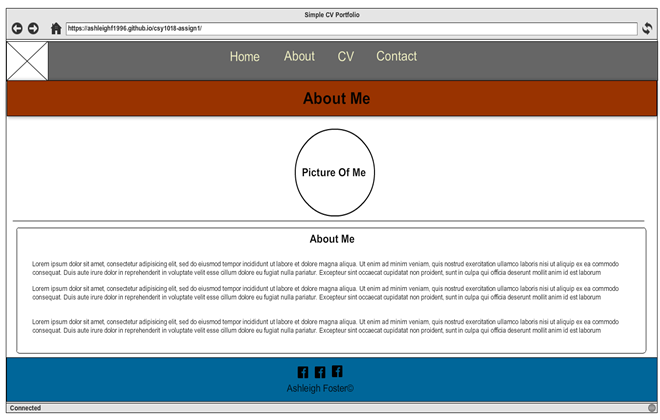 Simple CV Portfolio
https://ashleighf1996.github.io/csy1018-assign1/
Home About CV Contact
About Me
Picture Of Me
About Me
Lorem ipsum dolor sit amet, consectetur adipisicing elit, sed do eiusmod tempor incididunt ut labore et dolore magna aliqua. Ut enim ad minim veniam, quis nostrud exercitation ullamco laboris nisi ut aliquip ex ea commodo
consequat. Duis aute irure dolor in reprehenderit in voluptate velit esse cillum dolore eu fugiat nulla pariatur. Excepteur sint occaecat cupidatat non proident, sunt in culpa qui officia deserunt mollit anim id est laborum
Lorem ipsum dolor sit amet, consectetur adipisicing elit, sed do eiusmod tempor incididunt ut labore et dolore magna aliqua. Ut enim ad minim veniam, quis nostrud exercitation ullamco laboris nisi ut aliquip ex ea commodo
consequat. Duis aute irure dolor in reprehenderit in voluptate velit esse cillum dolore eu fugiat nulla pariatur. Excepteur sint occaecat cupidatat non proident, sunt in culpa qui officia deserunt mollit anim id est laborum
Lorem ipsum dolor sit amet, consectetur adipisicing elit, sed do eiusmod tempor incididunt ut labore et dolore magna aliqua. Ut enim ad minim veniam, quis nostrud exercitation ullamco laboris nisi ut aliquip ex ea commodo
consequat. Duis aute irure dolor in reprehenderit in voluptate velit esse cillum dolore eu fugiat nulla pariatur. Excepteur sint occaecat cupidatat non proident, sunt in culpa qui officia deserunt mollit anim id est laborum
Ashleigh Foster©
Connected